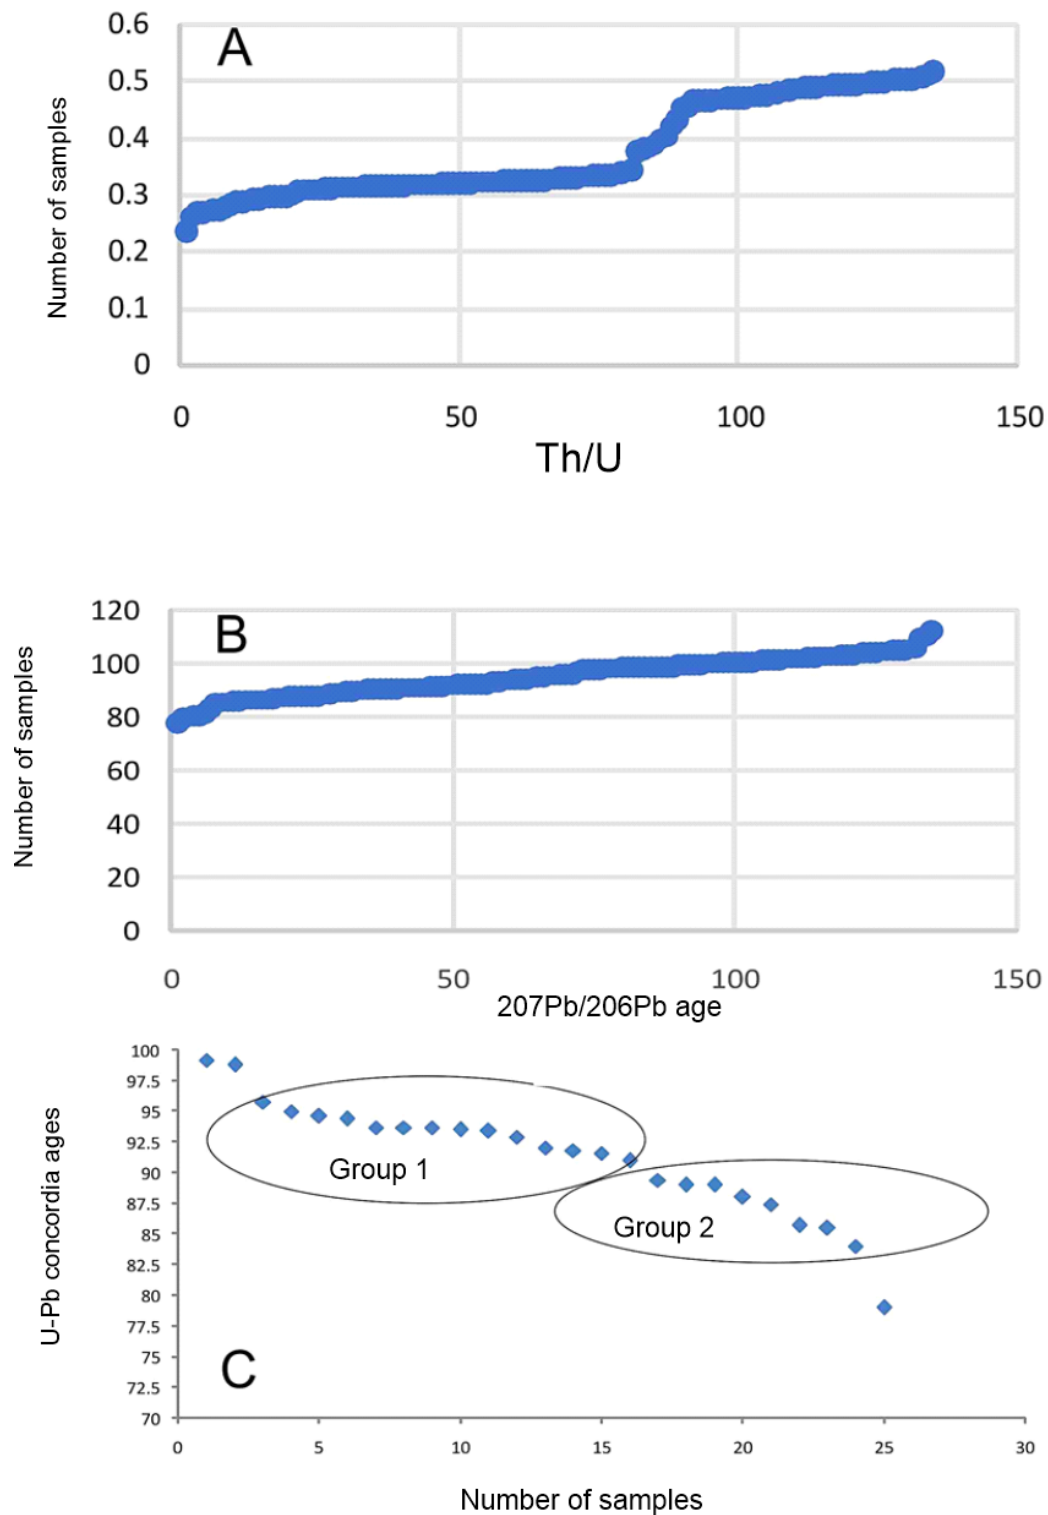 A
Number of samples
0.6
0.5
0.4
0.3
0.2
0.1
0
0 50 100 150
Th/U
B
Number of samples
120
100
80
60
40
20
0
0 50 100 150
207Pb/206Pb age
U-Pb concordia ages
100
97.5
95
92.5
90
87.5
85
82.5
80
77.5
75
72.5
70
Group 1
Group 2
C
0 5 10 15 20 25 30
Number of samples